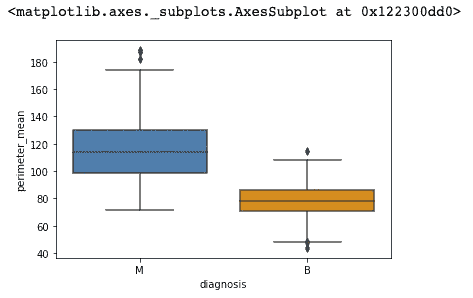 <matplotlib.axes._subplots.AxesSubplot at 0x122300dd0>
180
160
140
120
100
80
60
40
perimeter_mean
M
B
diagnosis